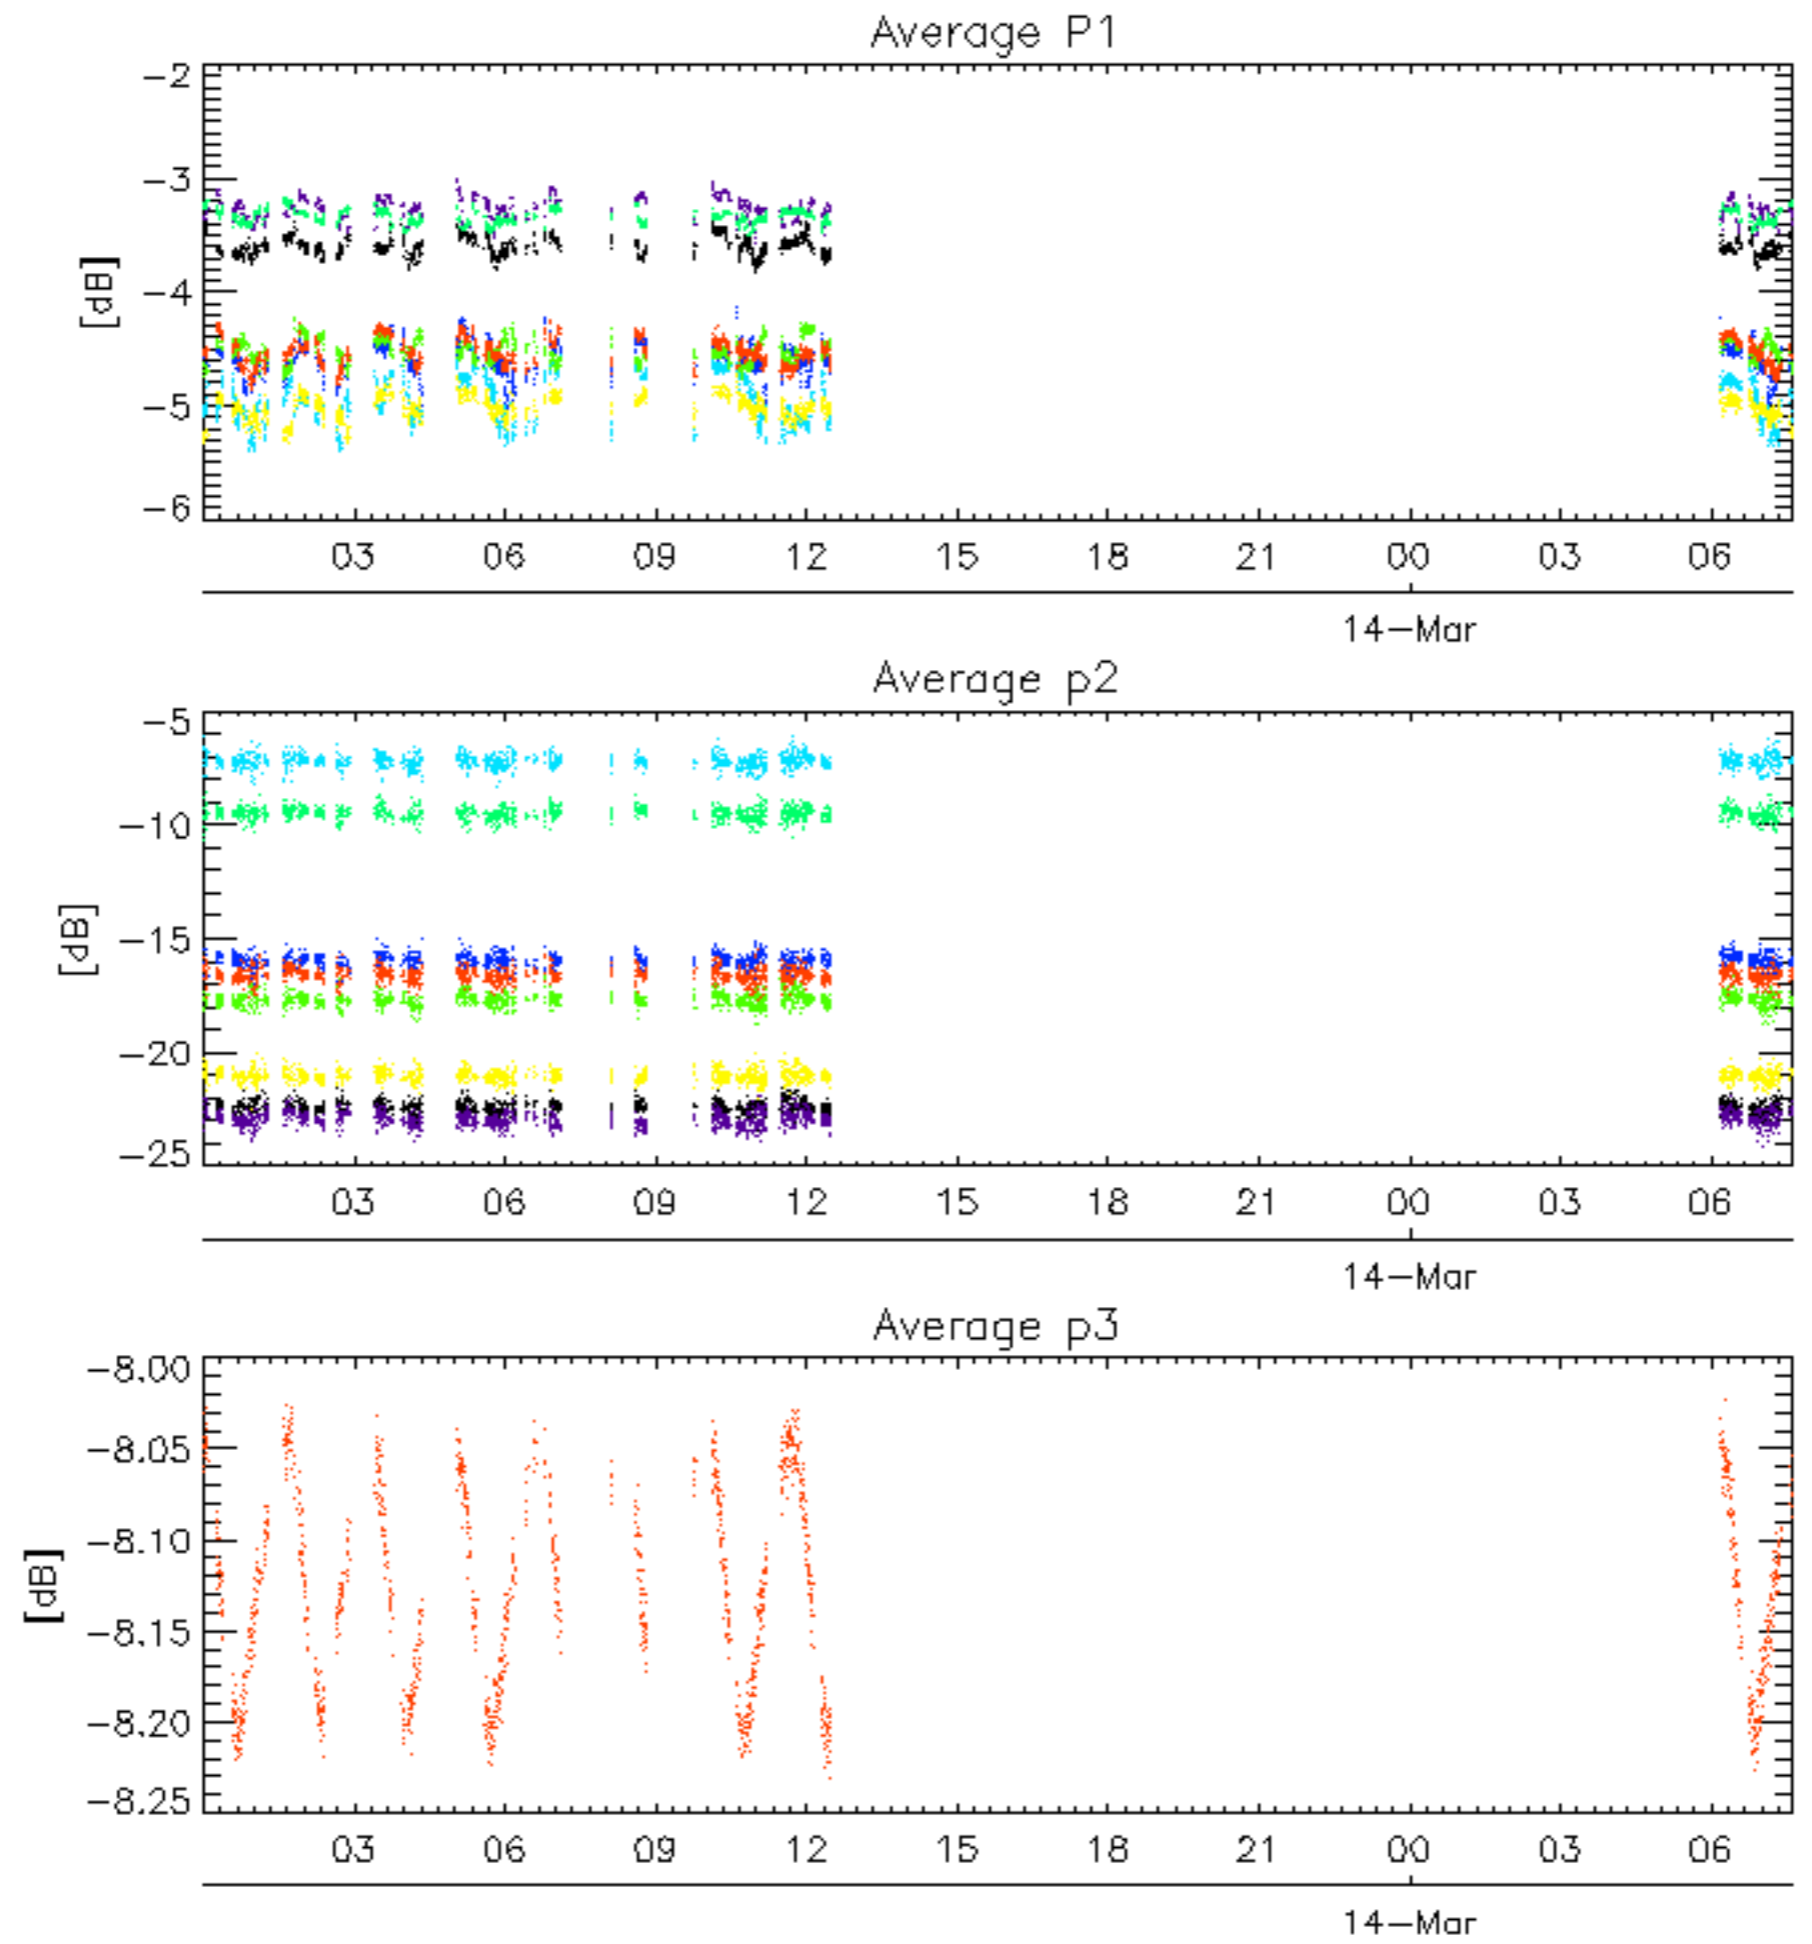 Average P1
-2
-3
-4
-5
-6
[dB]
03 06 09 12 15 18 21 00 03 06
14-Mar
Average p2
-5
-10
-15
-20
-25
[dB]
03 06 09 12 15 18 21 00 03 06
14-Mar
Average p3
-8.00
-8.05
-8.10
-8.15
-8.20
-8.25
[dB]
03 06 09 12 15 18 21 00 03 06
14-Mar